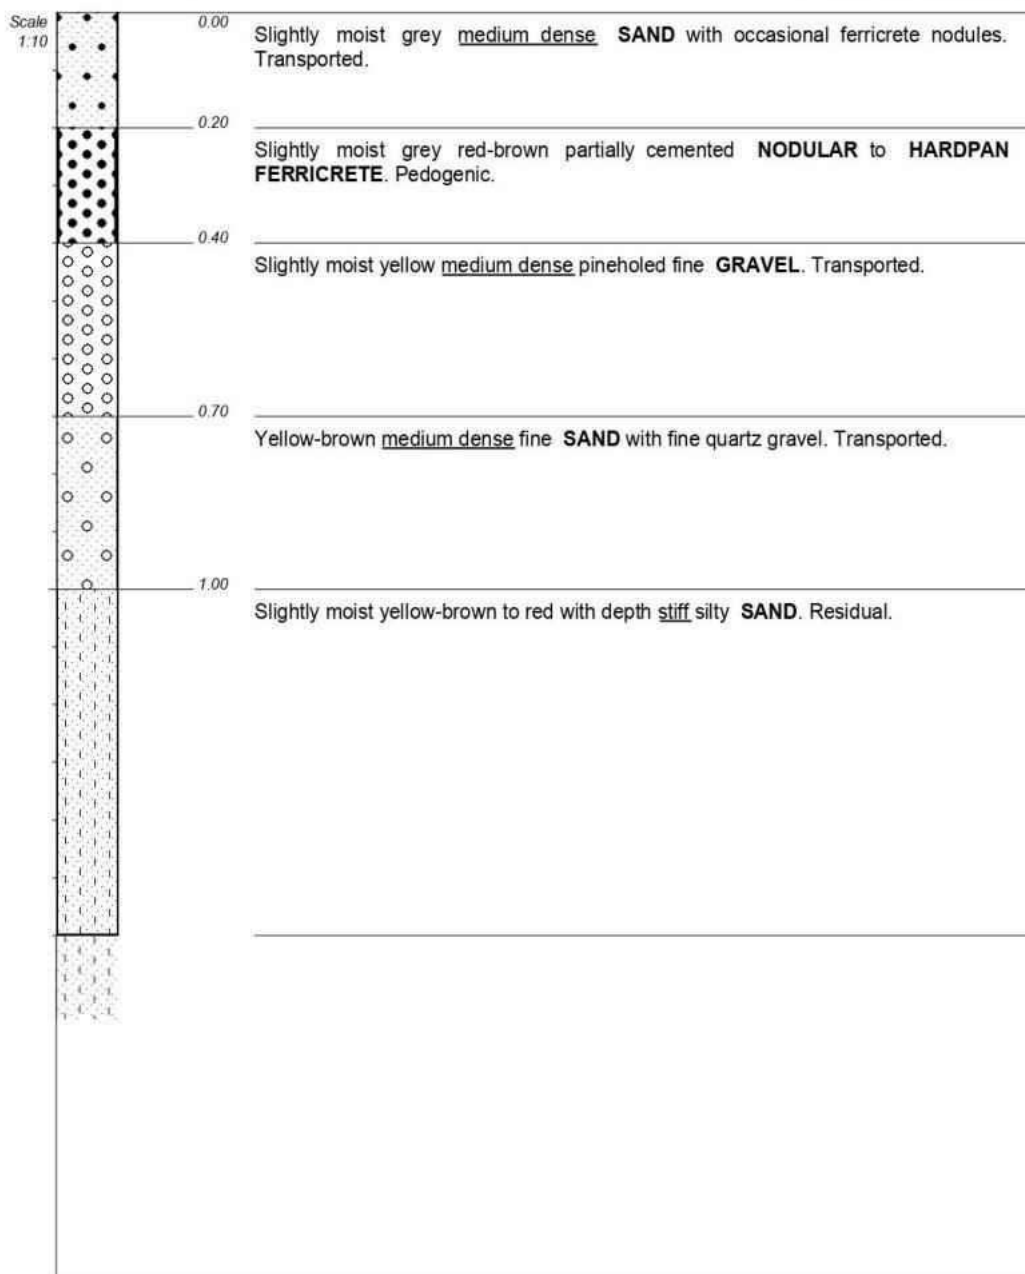 Scale
1:10
0.00
Slightly moist grey medium dense SAND with occasional ferricrete nodules.
Transported.
0.20
Slightly moist grey red-brown partially cemented NODULAR to HARDPAN
FERRICRETE. Pedogenic.
0.40
Slightly moist yellow medium dense pineholed fine GRAVEL. Transported.
0.70
Yellow-brown medium dense fine SAND with fine quartz gravel. Transported.
1.00
Slightly moist yellow-brown to red with depth stiff silty SAND. Residual.